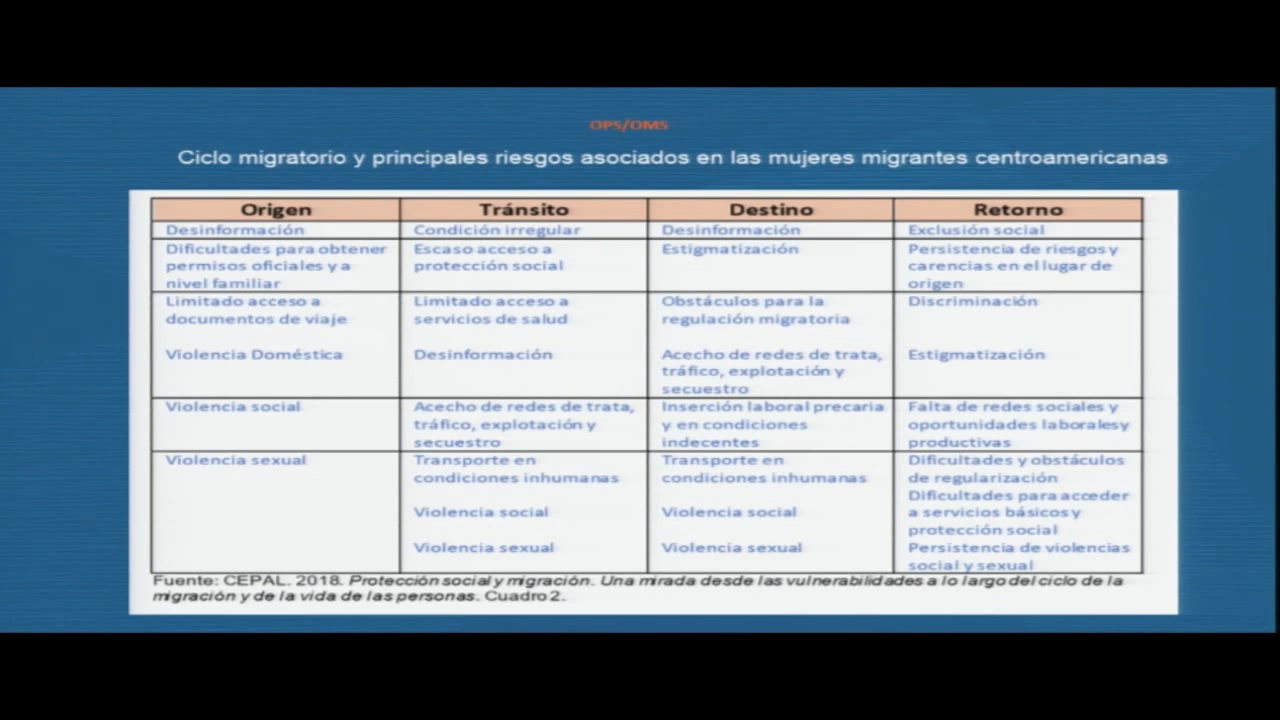 OPS/OMS
Ciclo migratorio y principales riesgos asociados en las mujeres migrantes centroamericanas
Origen Tránsito Destino Retorno
Desinformación Condición irregular Desinformación Exclusión social
Dificultades para obtener Escaso acceso a Estigmatización Persistencia de riesgos y
permisos oficiales y a protección social carencias en el lugar de
nivel familiar origen
Limitado acceso a Limitado acceso a Obstáculos para la Discriminación
documentos de viaje servicios de salud regulación migratoria
Violencia Doméstica Desinformación Acecho de redes de trata, Estigmatización
tráfico, explotación y
secuestro
Violencia social Acecho de redes de trata, Inserción laboral precaria Falta de redes sociales y
tráfico, explotación y y en condiciones oportunidades laborales y
secuestro indecentes productivas
Violencia sexual Transporte en Transporte en Dificultades y obstáculos
condiciones inhumanas condiciones inhumanas de regularización
Dificultades para acceder
Violencia social Violencia social a servicios básicos y
protección social
Violencia sexual Violencia sexual Persistencia de violencias
social y sexual
Fuente: CEPAL. 2018. Protección social y migración. Una mirada desde las vulnerabilidades a lo largo del ciclo de la
migración y de la vida de las personas. Cuadro 2.